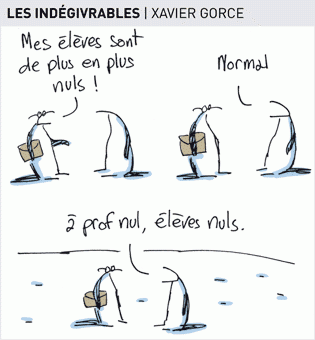 LES INDÉGIVRABLES | XAVIER GORCE
Mes élèves sont
de plus en plus
nuls !
Normal
à prof nul, élèves nuls.